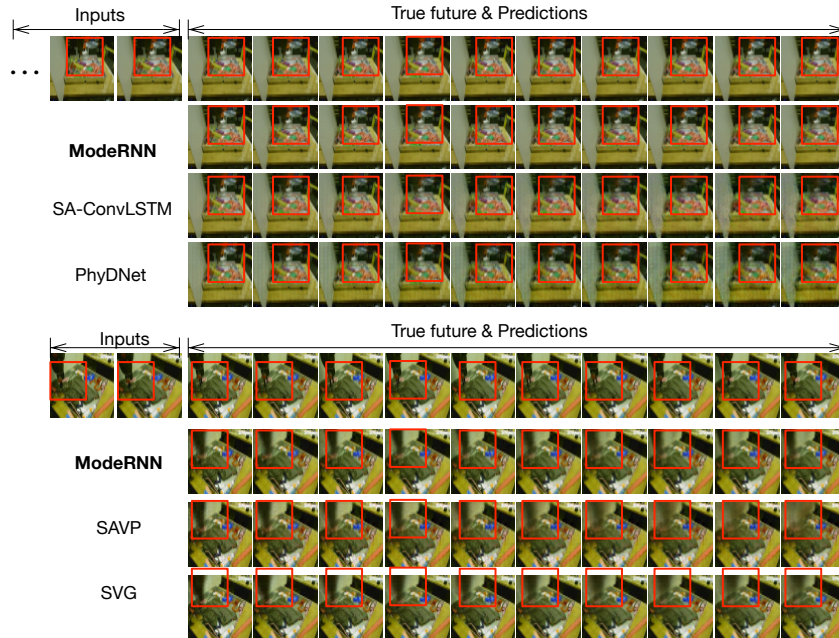 Inputs
True future & Predictions
...
ModeRNN
SA-ConvLSTM
PhyDNet
Inputs
True future & Predictions
ModeRNN
SAVP
SVG